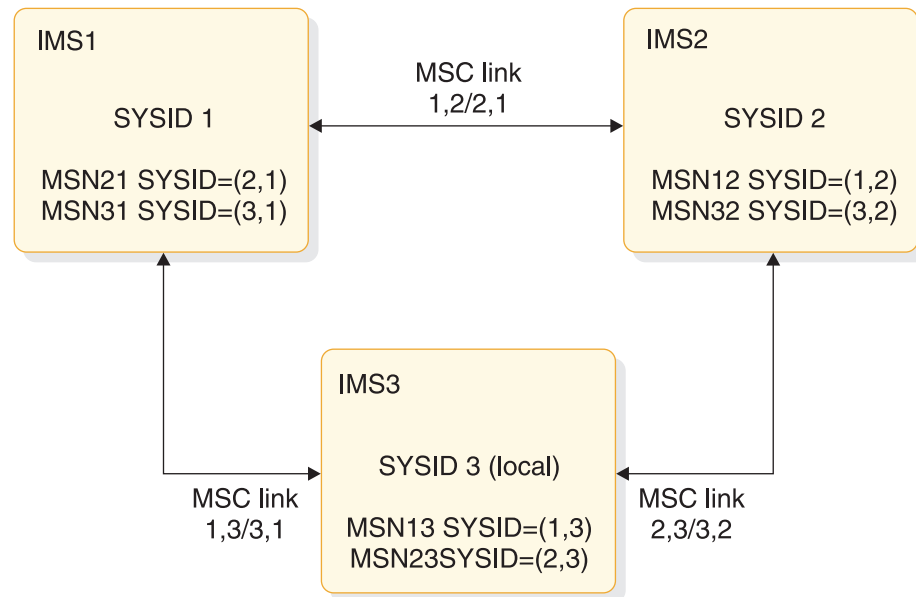 IMS1
SYSID 1
MSN21 SYSID=(2,1)
MSN31 SYSID=(3,1)
MSC link
1,2/2,1
IMS2
SYSID 2
MSN12 SYSID=(1,2)
MSN32 SYSID=(3,2)
IMS3
SYSID 3 (local)
MSN13 SYSID=(1,3)
MSN23SYSID=(2,3)
MSC link
1,3/3,1
MSC link
2,3/3,2